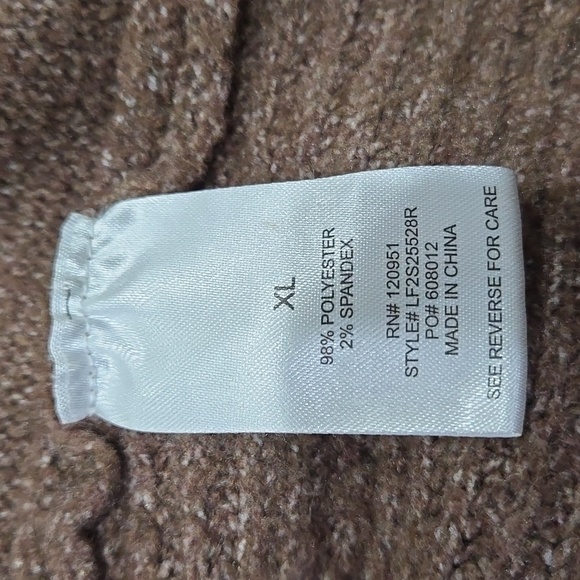 XL
98% POLYESTER
2% SPANDEX
RN# 120951
STYLE# LF2S25528R
PO# 608012
MADE IN CHINA
SEE REVERSE FOR CARE